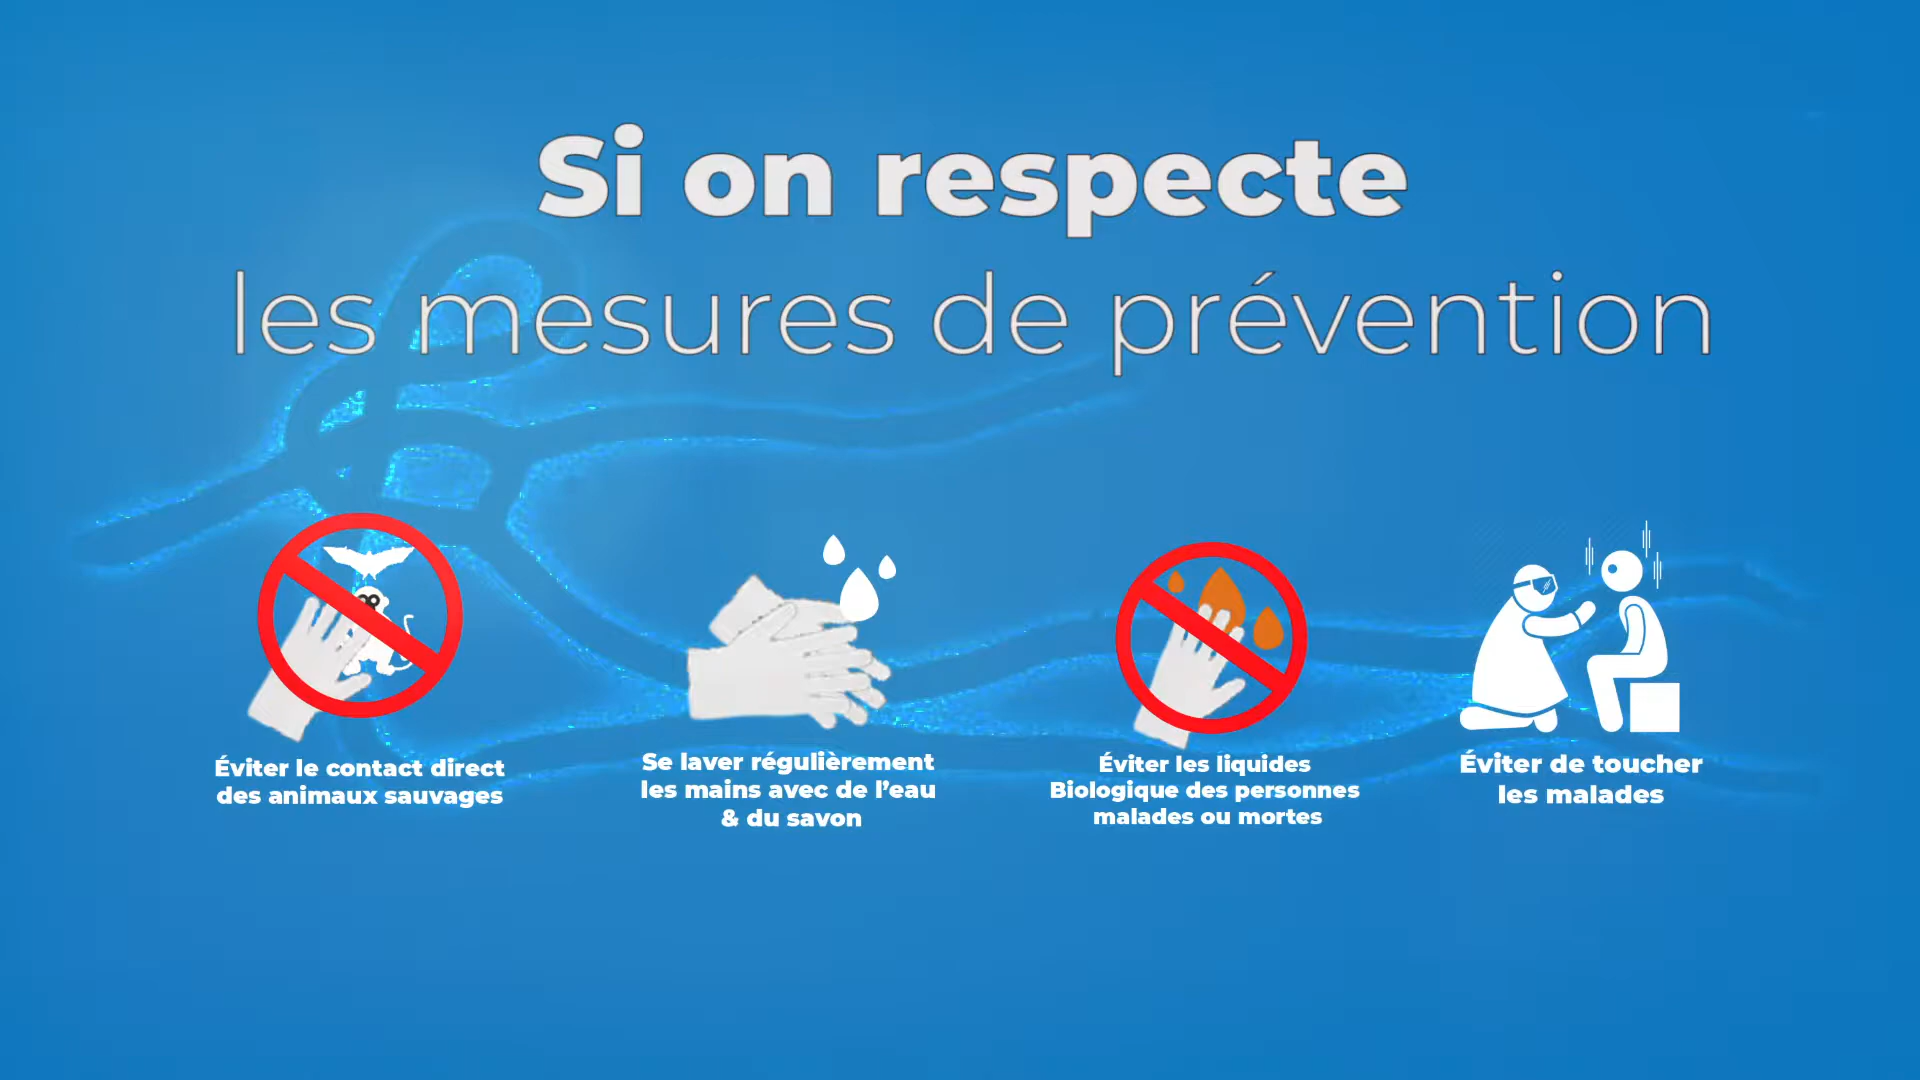 Si on respecte
les mesures de prévention
Éviter le contact direct
des animaux sauvages
Se laver régulièrement
les mains avec de l'eau
& du savon
Éviter les liquides
Biologique des personnes
malades ou mortes
Éviter de toucher
les malades